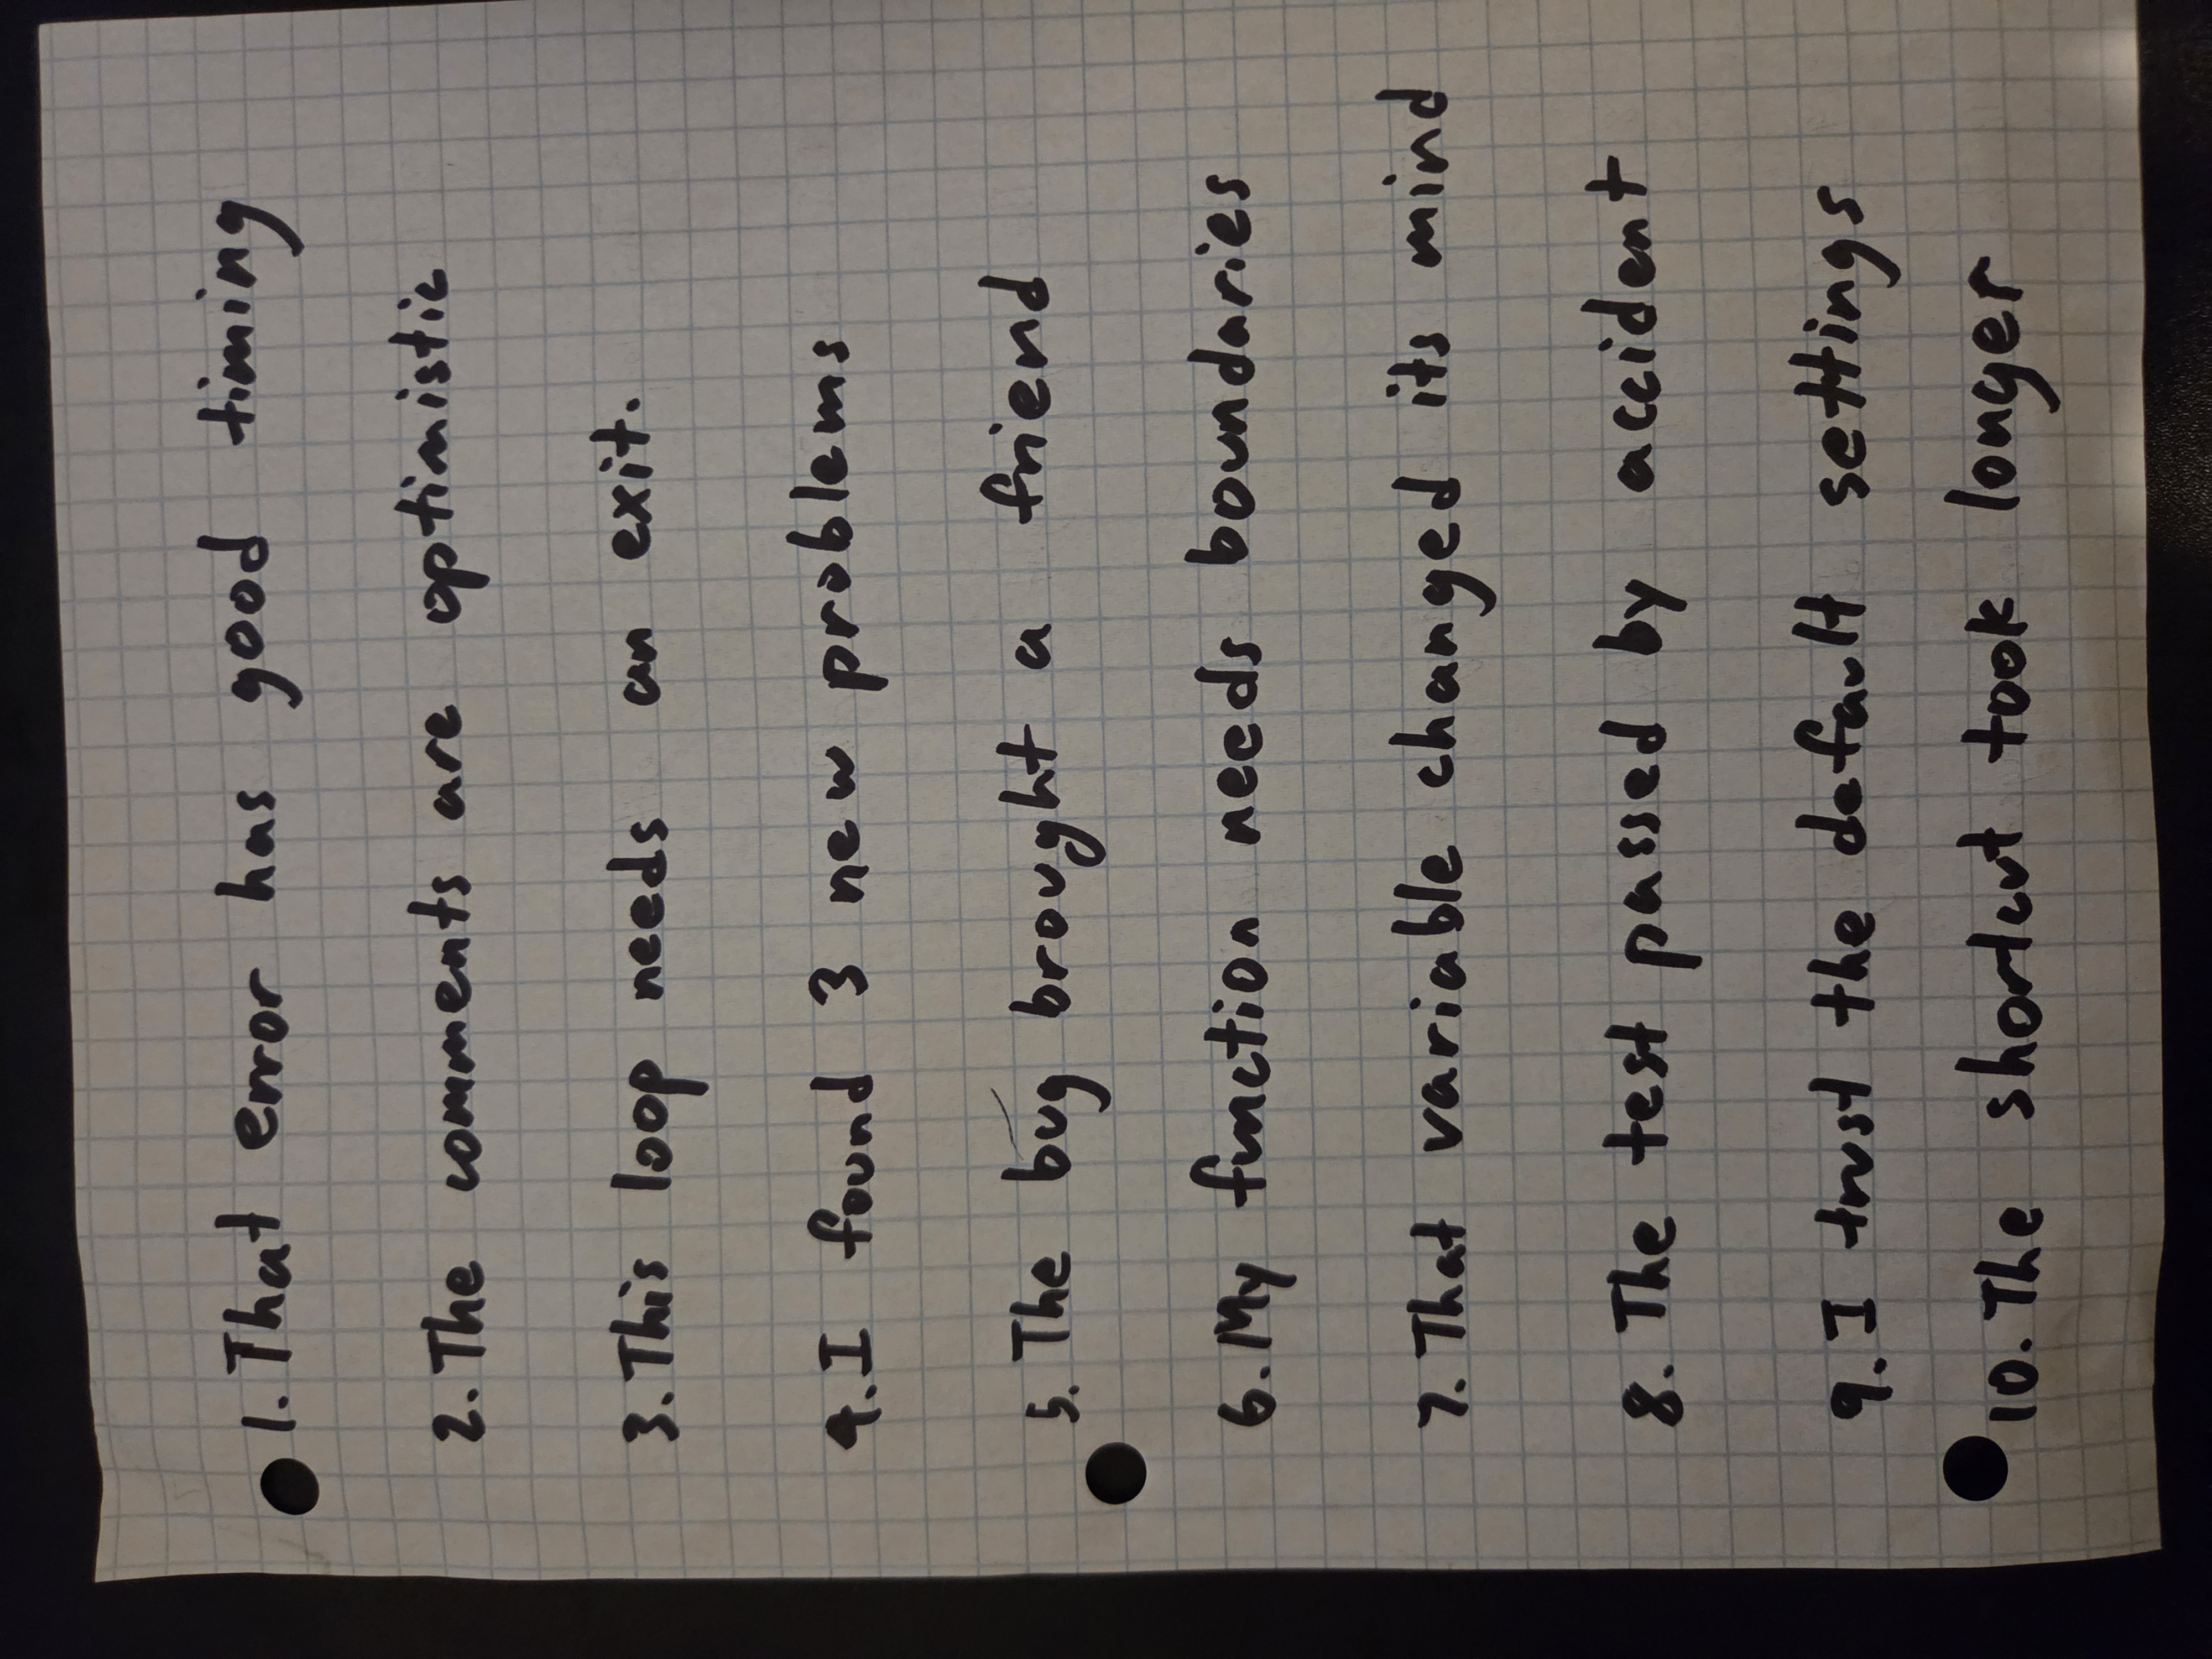 1. That error has good timing
2. The comments are optimistic
3. This loop needs an exit.
4. I found 3 new problems
5. The bug brought a friend
6. My function needs boundaries
7. That variable changed its mind
8. The test passed by accident
9. I trust the default settings
10. The shortcut took longer